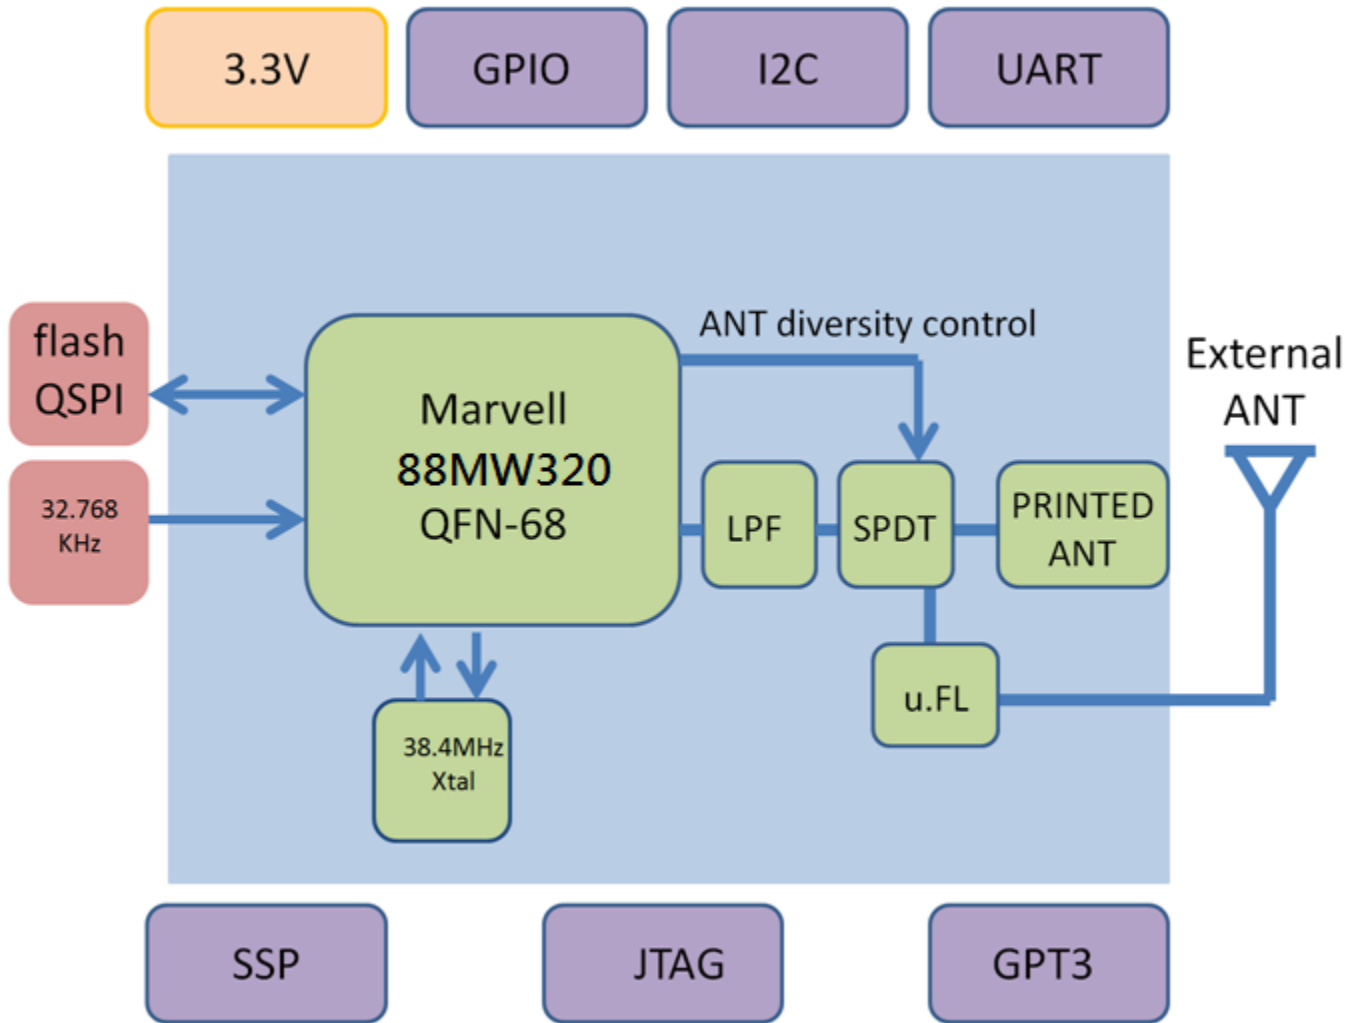 3.3V
GPIO
I2C
UART
flash
QSPI
32.768
KHz
Marvell
88MW320
QFN-68
ANT diversity control
LPF
SPDT
PRINTED
ANT
External
ANT
u.FL
38.4MHz
Xtal
SSP
JTAG
GPT3